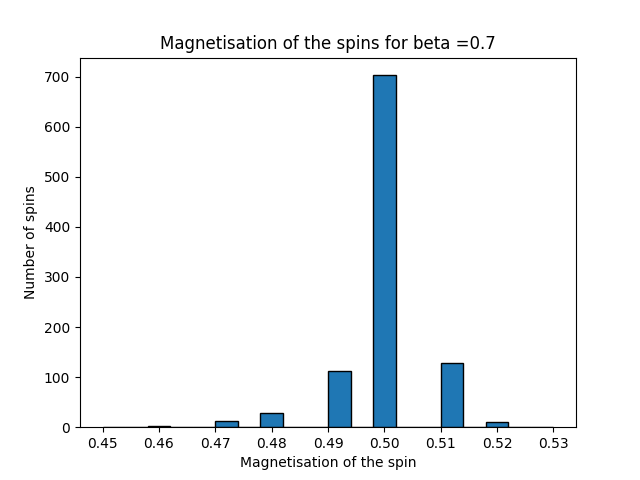 Magnetisation of the spins for beta =0.7
700
600
500
400
300
200
100
0
Number of spins
0.45 0.46 0.47 0.48 0.49 0.50 0.51 0.52 0.53
Magnetisation of the spin